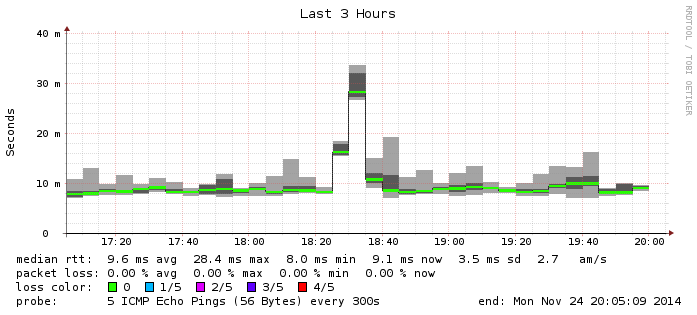 Last 3 Hours
RRDTOOL / TOBI OETIKER
Seconds
40 m
30 m
20 m
10 m
0
17:20 17:40 18:00 18:20 18:40 19:00 19:20 19:40 20:00
median rtt: 9.6 ms avg 28.4 ms max 8.0 ms min 9.1 ms now 3.5 ms sd 2.7 am/s
packet loss: 0.00 % avg 0.00 % max 0.00 % min 0.00 % now
loss color: 0 1/5 2/5 3/5 4/5
probe: 5 ICMP Echo Pings (56 Bytes) every 300s end: Mon Nov 24 20:05:09 2014